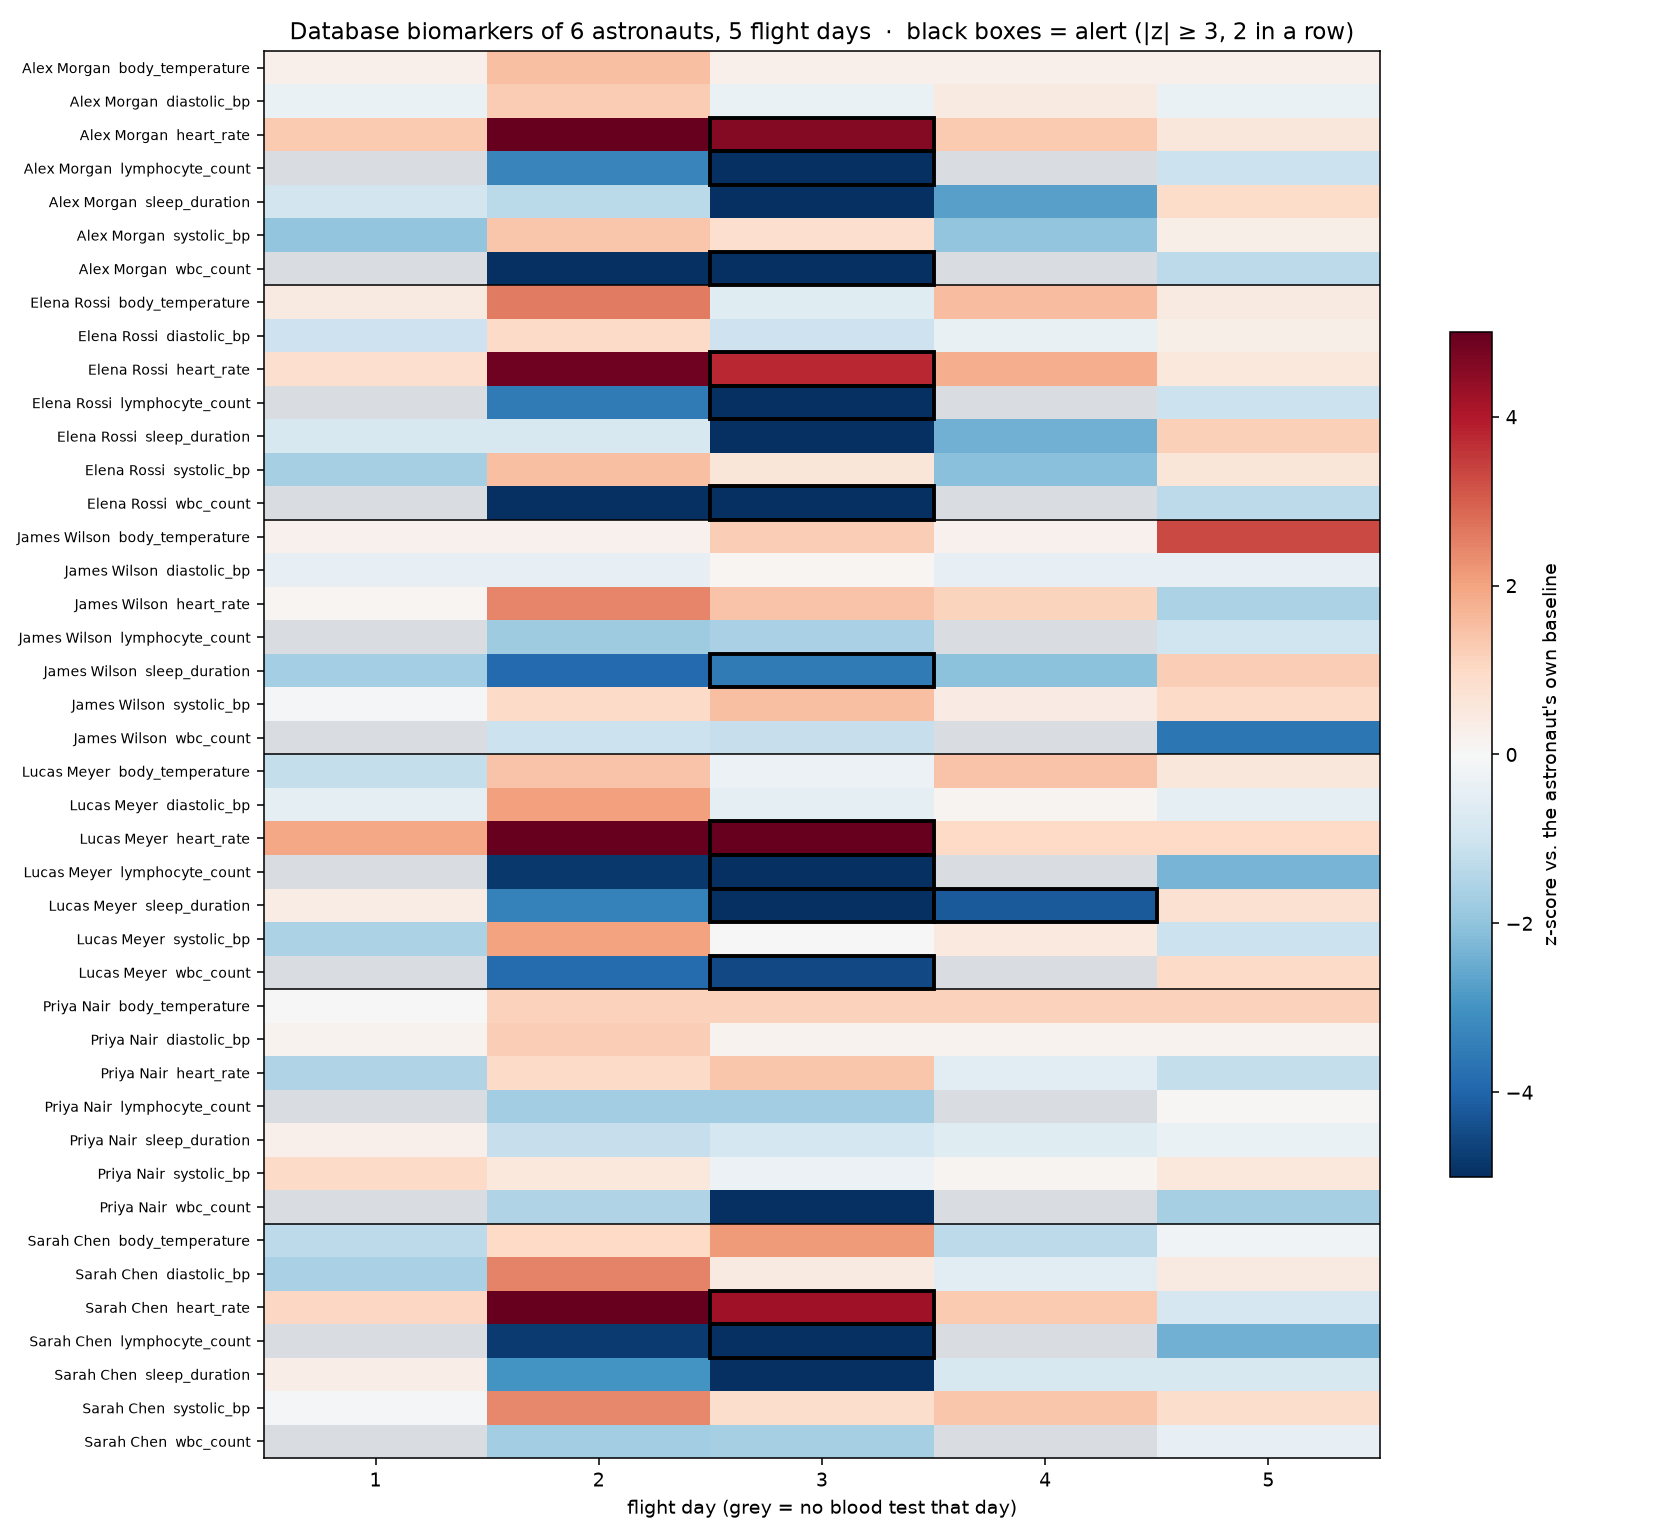 Database biomarkers of 6 astronauts, 5 flight days · black boxes = alert (|z| ≥ 3, 2 in a row)
Alex Morgan body_temperature
Alex Morgan diastolic_bp
Alex Morgan heart_rate
Alex Morgan lymphocyte_count
Alex Morgan sleep_duration
Alex Morgan systolic_bp
Alex Morgan wbc_count
Elena Rossi body_temperature
Elena Rossi diastolic_bp
Elena Rossi heart_rate
Elena Rossi lymphocyte_count
Elena Rossi sleep_duration
Elena Rossi systolic_bp
Elena Rossi wbc_count
James Wilson body_temperature
James Wilson diastolic_bp
James Wilson heart_rate
James Wilson lymphocyte_count
James Wilson sleep_duration
James Wilson systolic_bp
James Wilson wbc_count
Lucas Meyer body_temperature
Lucas Meyer diastolic_bp
Lucas Meyer heart_rate
Lucas Meyer lymphocyte_count
Lucas Meyer sleep_duration
Lucas Meyer systolic_bp
Lucas Meyer wbc_count
Priya Nair body_temperature
Priya Nair diastolic_bp
Priya Nair heart_rate
Priya Nair lymphocyte_count
Priya Nair sleep_duration
Priya Nair systolic_bp
Priya Nair wbc_count
Sarah Chen body_temperature
Sarah Chen diastolic_bp
Sarah Chen heart_rate
Sarah Chen lymphocyte_count
Sarah Chen sleep_duration
Sarah Chen systolic_bp
Sarah Chen wbc_count
1 2 3 4 5
flight day (grey = no blood test that day)
4
2
0
−2
−4
z-score vs. the astronaut's own baseline